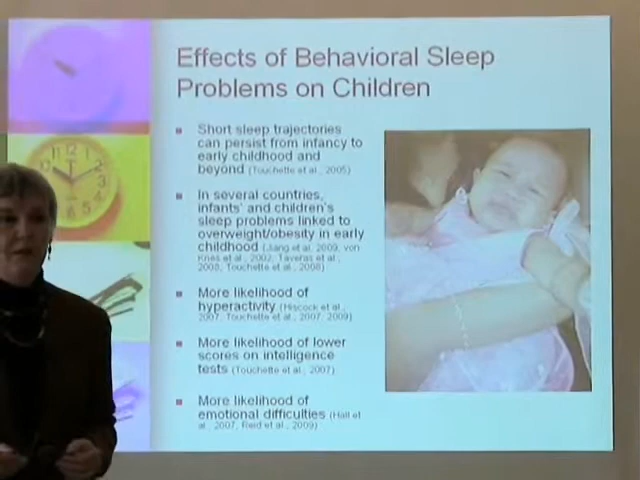 Effects of Behavioral Sleep
Problems on Children
Short sleep trajectories
can persist from infancy to
early childhood and
beyond (Touchette et al., 2005)
In several countries,
infants' and children's
sleep problems linked to
overweight/obesity in early
childhood (Jiang et al, 2009, von
Kries et al., 2002, Taveras et al.,
2008, Touchette et al., 2008)
More likelihood of
hyperactivity (Hiscock et al.,
2007, Touchette et al., 2007, 2009)
More likelihood of lower
scores on intelligence
tests (Touchette et al., 2007)
More likelihood of
emotional difficulties (Hall et
al., 2007, Reid et al., 2009)
12